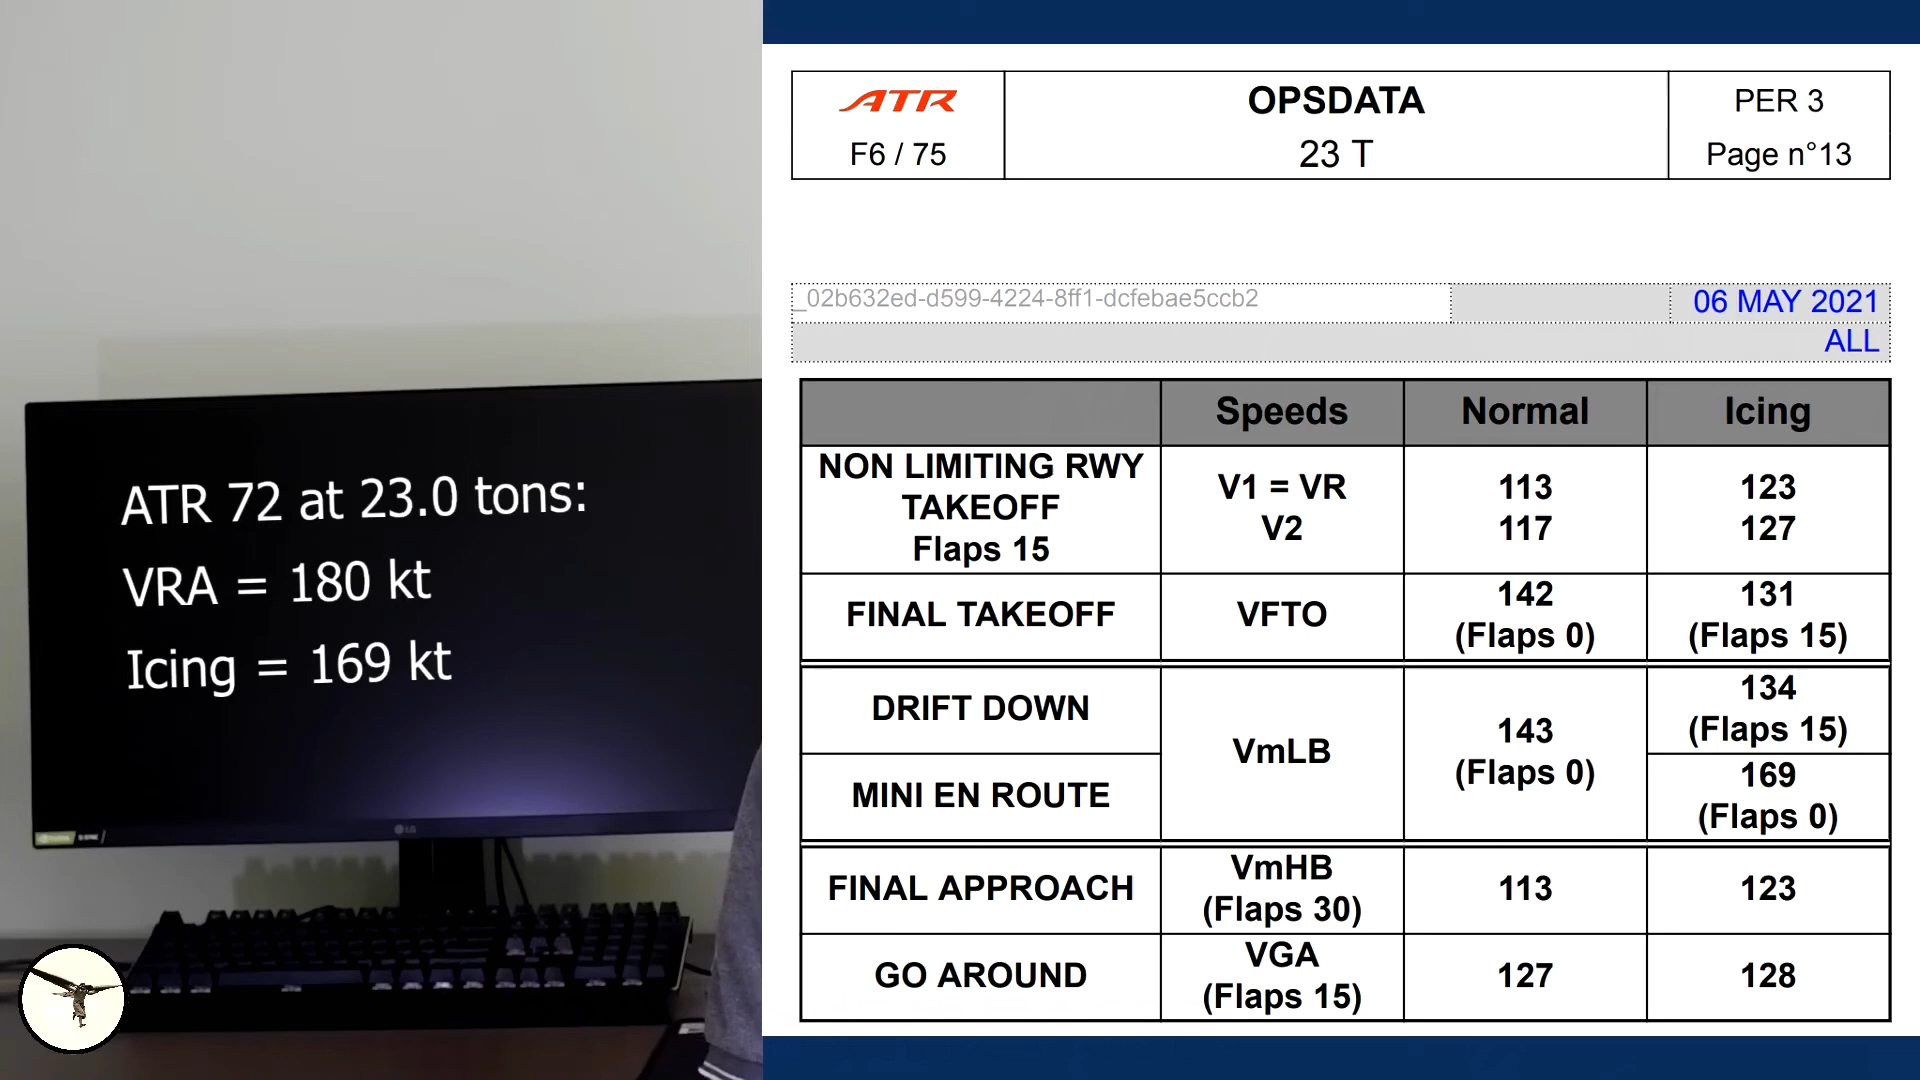 ATR 72 at 23.0 tons:
VRA = 180 kt
Icing = 169 kt
LG
ATR
F6 / 75
OPSDATA
23 T
PER 3
Page n°13
_02b632ed-d599-4224-8ff1-dcfebae5ccb2
06 MAY 2021
ALL
Speeds Normal Icing
NON LIMITING RWY
TAKEOFF
Flaps 15
V1 = VR 113 123
V2 117 127
FINAL TAKEOFF VFTO
142
(Flaps 0)
131
(Flaps 15)
DRIFT DOWN
VmLB
143
(Flaps 0)
134
(Flaps 15)
MINI EN ROUTE
169
(Flaps 0)
FINAL APPROACH
VmHB
(Flaps 30)
113 123
GO AROUND
VGA
(Flaps 15)
127 128